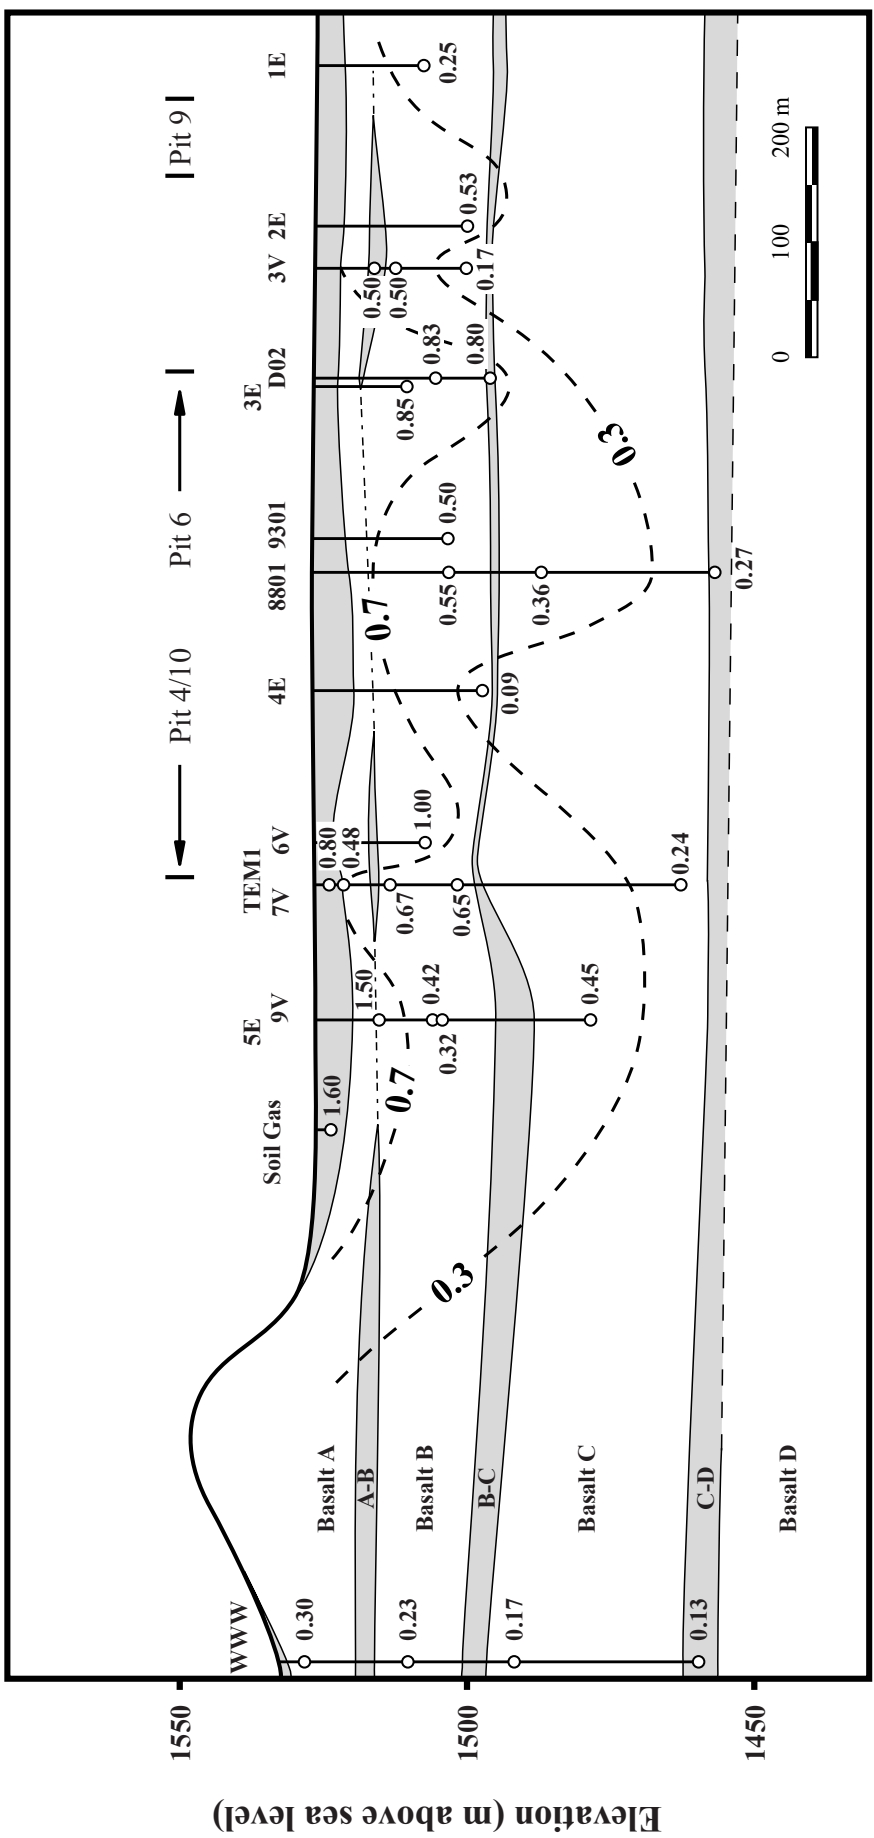 Pit 4/10
Pit 6
Pit 9
WWW
Soil Gas
5E
9V
TEM1
7V
6V
4E
8801
9301
3E
D02
3V
2E
1E
1550
1500
1450
Elevation (m above sea level)
Basalt A
A-B
Basalt B
B-C
Basalt C
C-D
Basalt D
0.30
0.23
0.17
0.13
1.60
1.50
0.42
0.32
0.45
0.80
0.48
0.67
0.65
0.24
1.00
0.09
0.55
0.36
0.27
0.50
0.85
0.83
0.80
0.50
0.50
0.17
0.53
0.25
0.7
0.7
0.3
0.3
0
100
200 m